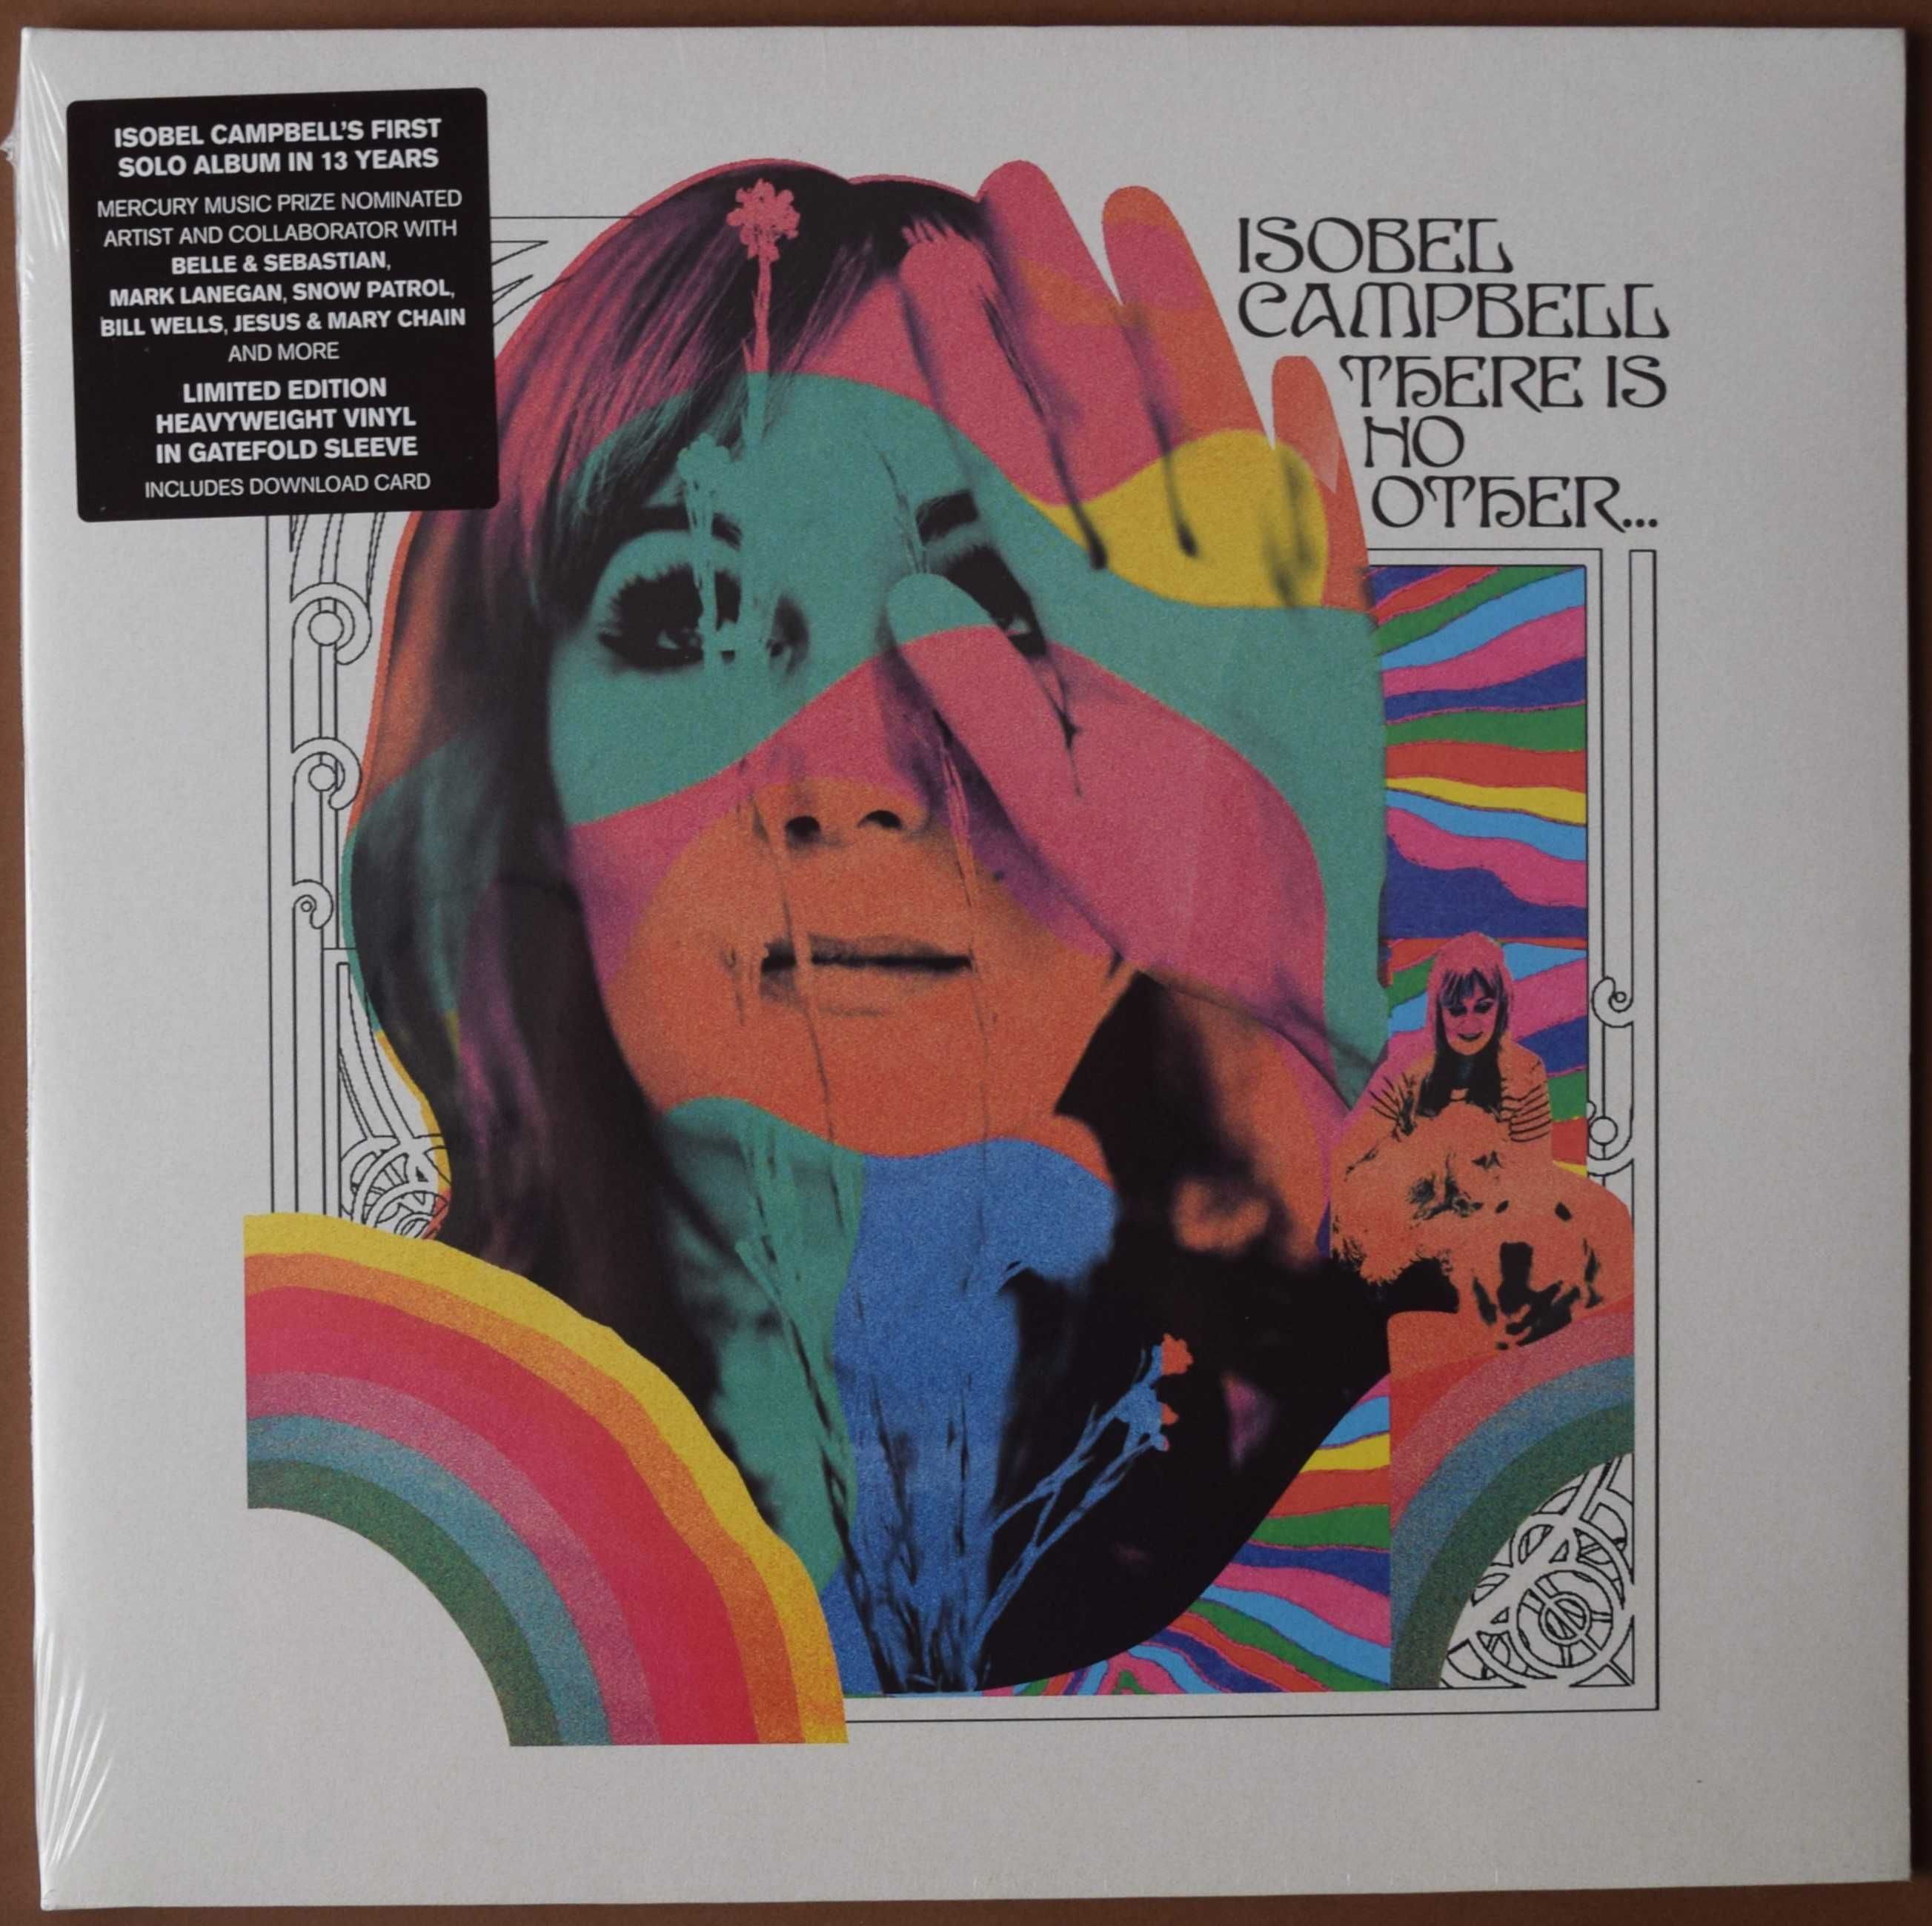 ISOBEL CAMPBELL'S FIRST
SOLO ALBUM IN 13 YEARS
MERCURY MUSIC PRIZE NOMINATED
ARTIST AND COLLABORATOR WITH
BELLE & SEBASTIAN,
MARK LANEGAN, SNOW PATROL,
BILL WELLS, JESUS & MARY CHAIN
AND MORE
LIMITED EDITION
HEAVYWEIGHT VINYL
IN GATEFOLD SLEEVE
INCLUDES DOWNLOAD CARD
ISOBEL
CAMPBELL
THERE IS
NO
OTHER...